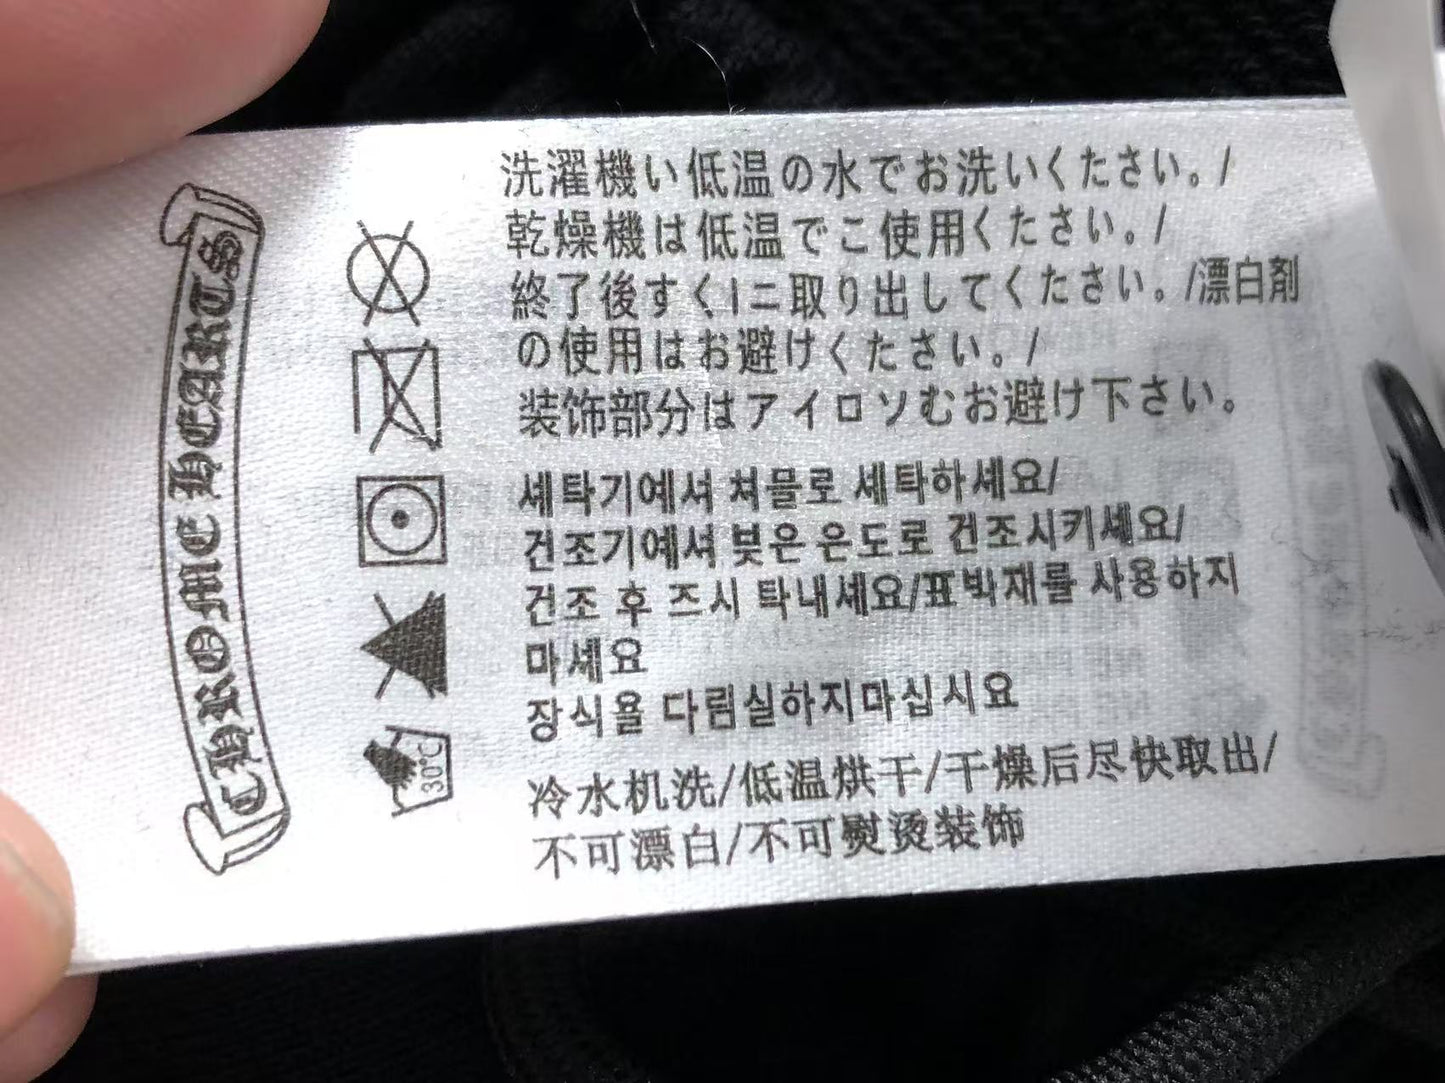 CHROME HEARTS
洗濯機い低温の水でお洗いください。/
乾燥機は低温でご使用ください。/
終了後すぐIニ取り出してください。/漂白剤
の使用はお避けください。/
装饰部分はアイロソむお避け下さい。
세탁기에서 쳐믈로 세탁하세요/
건조기에셔 븟은 은도로 건조시키세요/
건조 후 즈시 탁내세요/표박재를 사용하지
마세요
장식욜 다림실하지마십시요
冷水机洗/低温烘干/干燥后尽快取出/
不可漂白/不可熨烫装饰
30°C